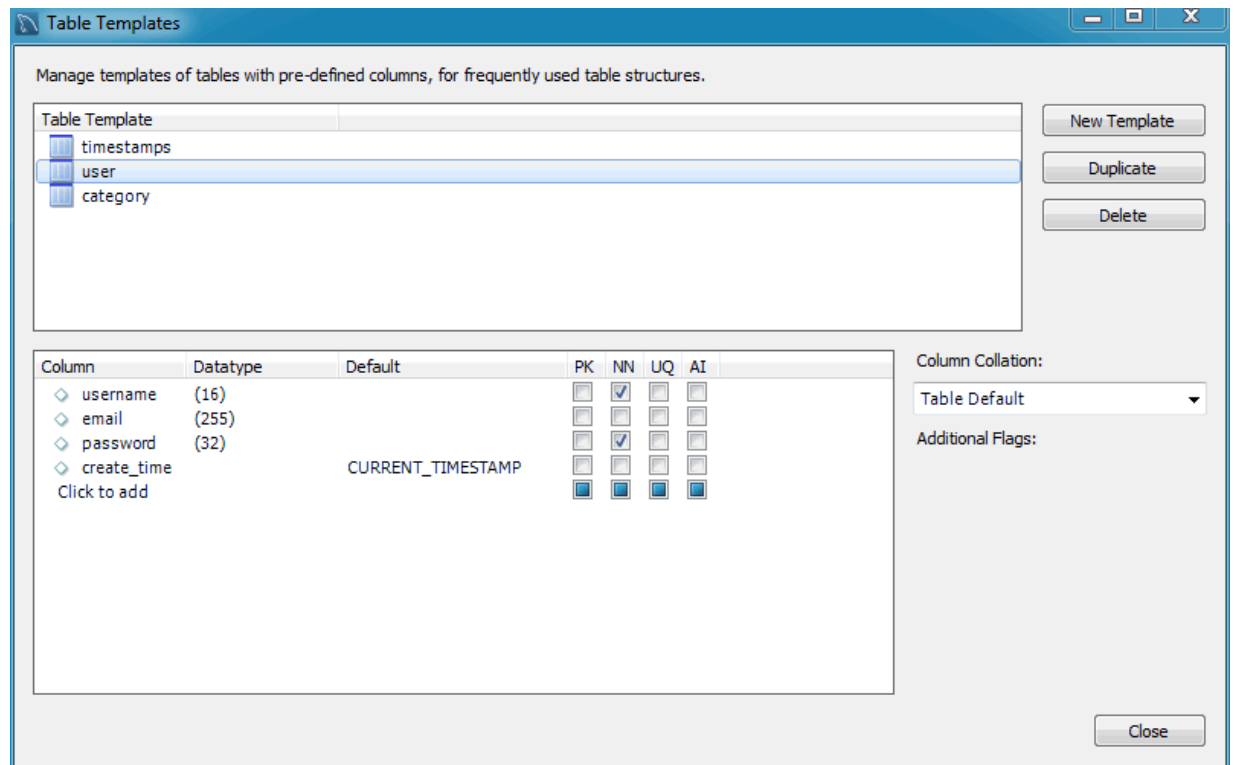 Table Templates
Manage templates of tables with pre-defined columns, for frequently used table structures.
Table Template
timestamps
user
category
New Template
Duplicate
Delete
Column Datatype Default PK NN UQ AI
username (16)
email (255)
password (32)
create_time CURRENT_TIMESTAMP
Click to add
Column Collation:
Table Default
Additional Flags:
Close